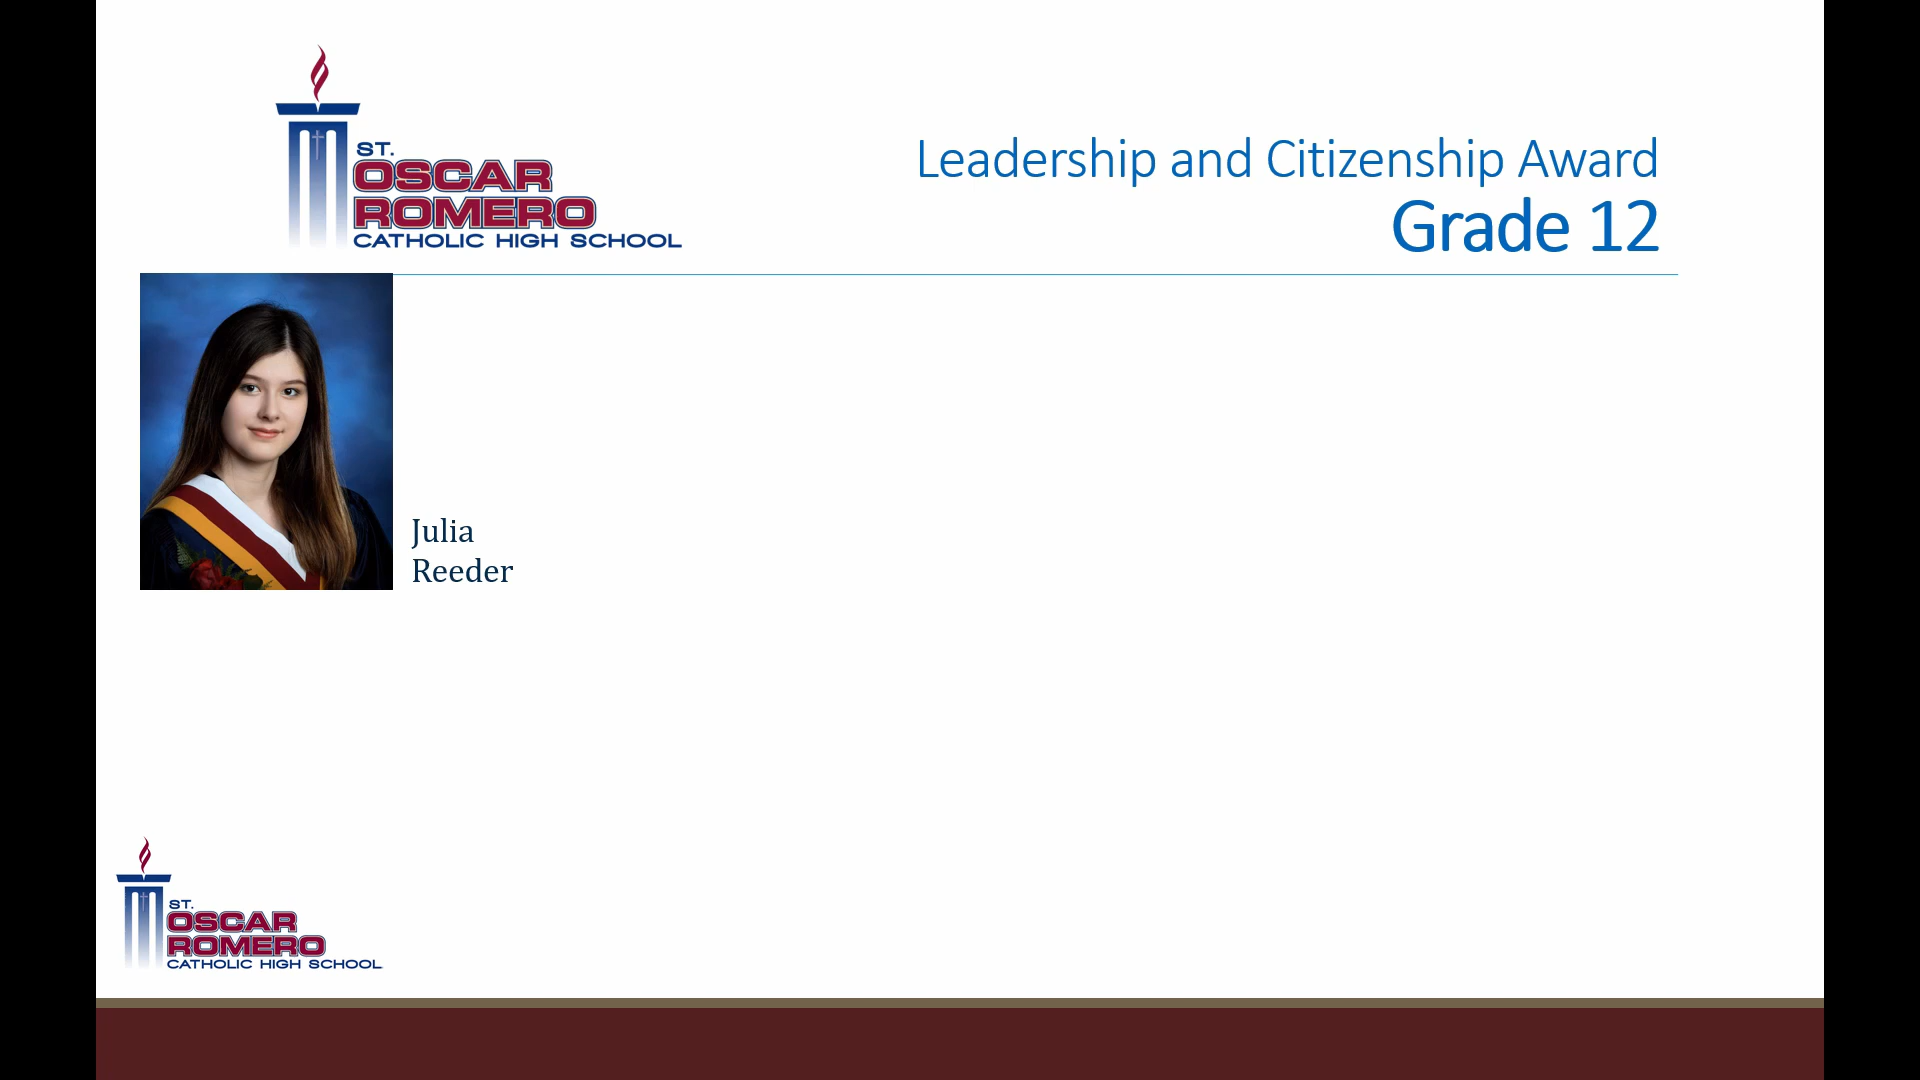 ST.
OSCAR
ROMERO
CATHOLIC HIGH SCHOOL
Leadership and Citizenship Award
Grade 12
Julia
Reeder
ST.
OSCAR
ROMERO
CATHOLIC HIGH SCHOOL